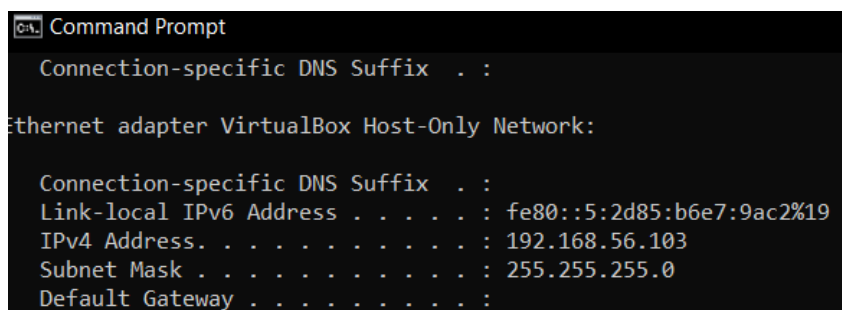 Command Prompt
Connection-specific DNS Suffix  . :
Ethernet adapter VirtualBox Host-Only Network:
Connection-specific DNS Suffix  . :
Link-local IPv6 Address . . . . . : fe80::5:2d85:b6e7:9ac2%19
IPv4 Address. . . . . . . . . . . : 192.168.56.103
Subnet Mask . . . . . . . . . . . : 255.255.255.0
Default Gateway . . . . . . . . . :